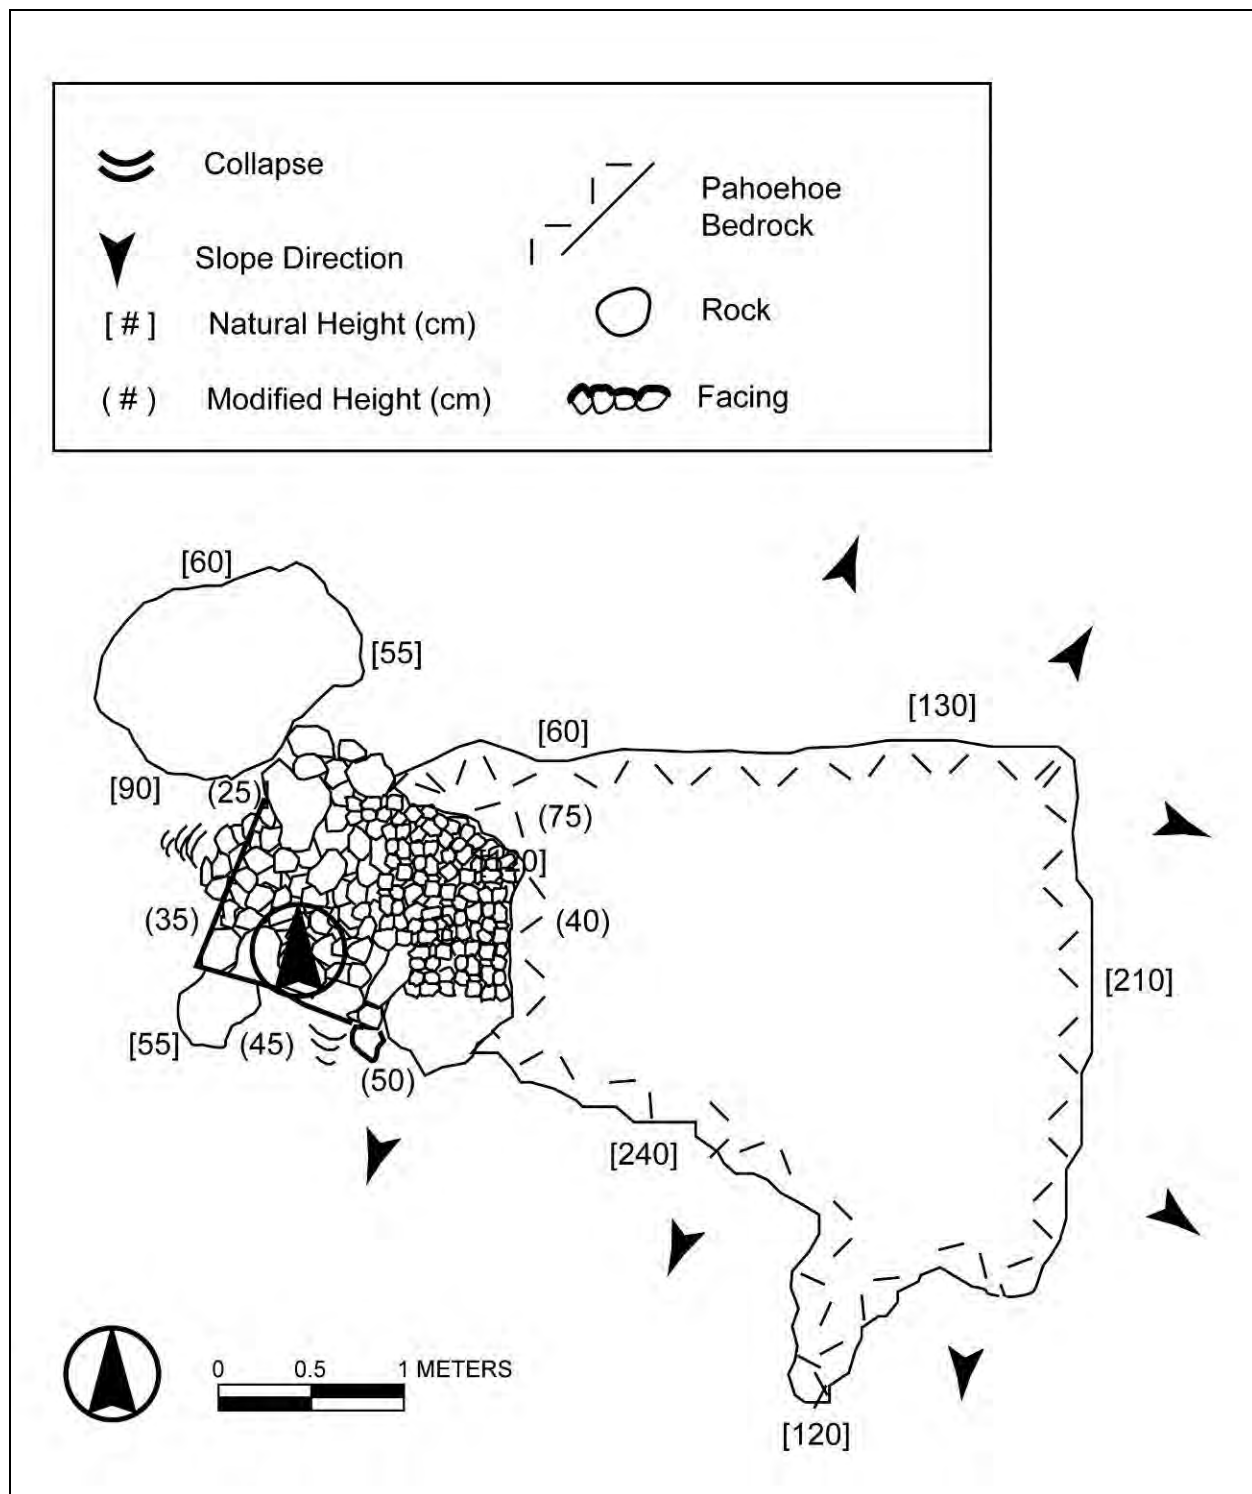 Collapse
Slope Direction
[ # ] Natural Height (cm)
( # ) Modified Height (cm)
Pahoehoe
Bedrock
Rock
Facing
[60]
[55]
[130]
[60]
[90]
(25)
(75)
[120]
(35)
(40)
[210]
[55]
(45)
(50)
[240]
0 0.5 1 METERS
[120]